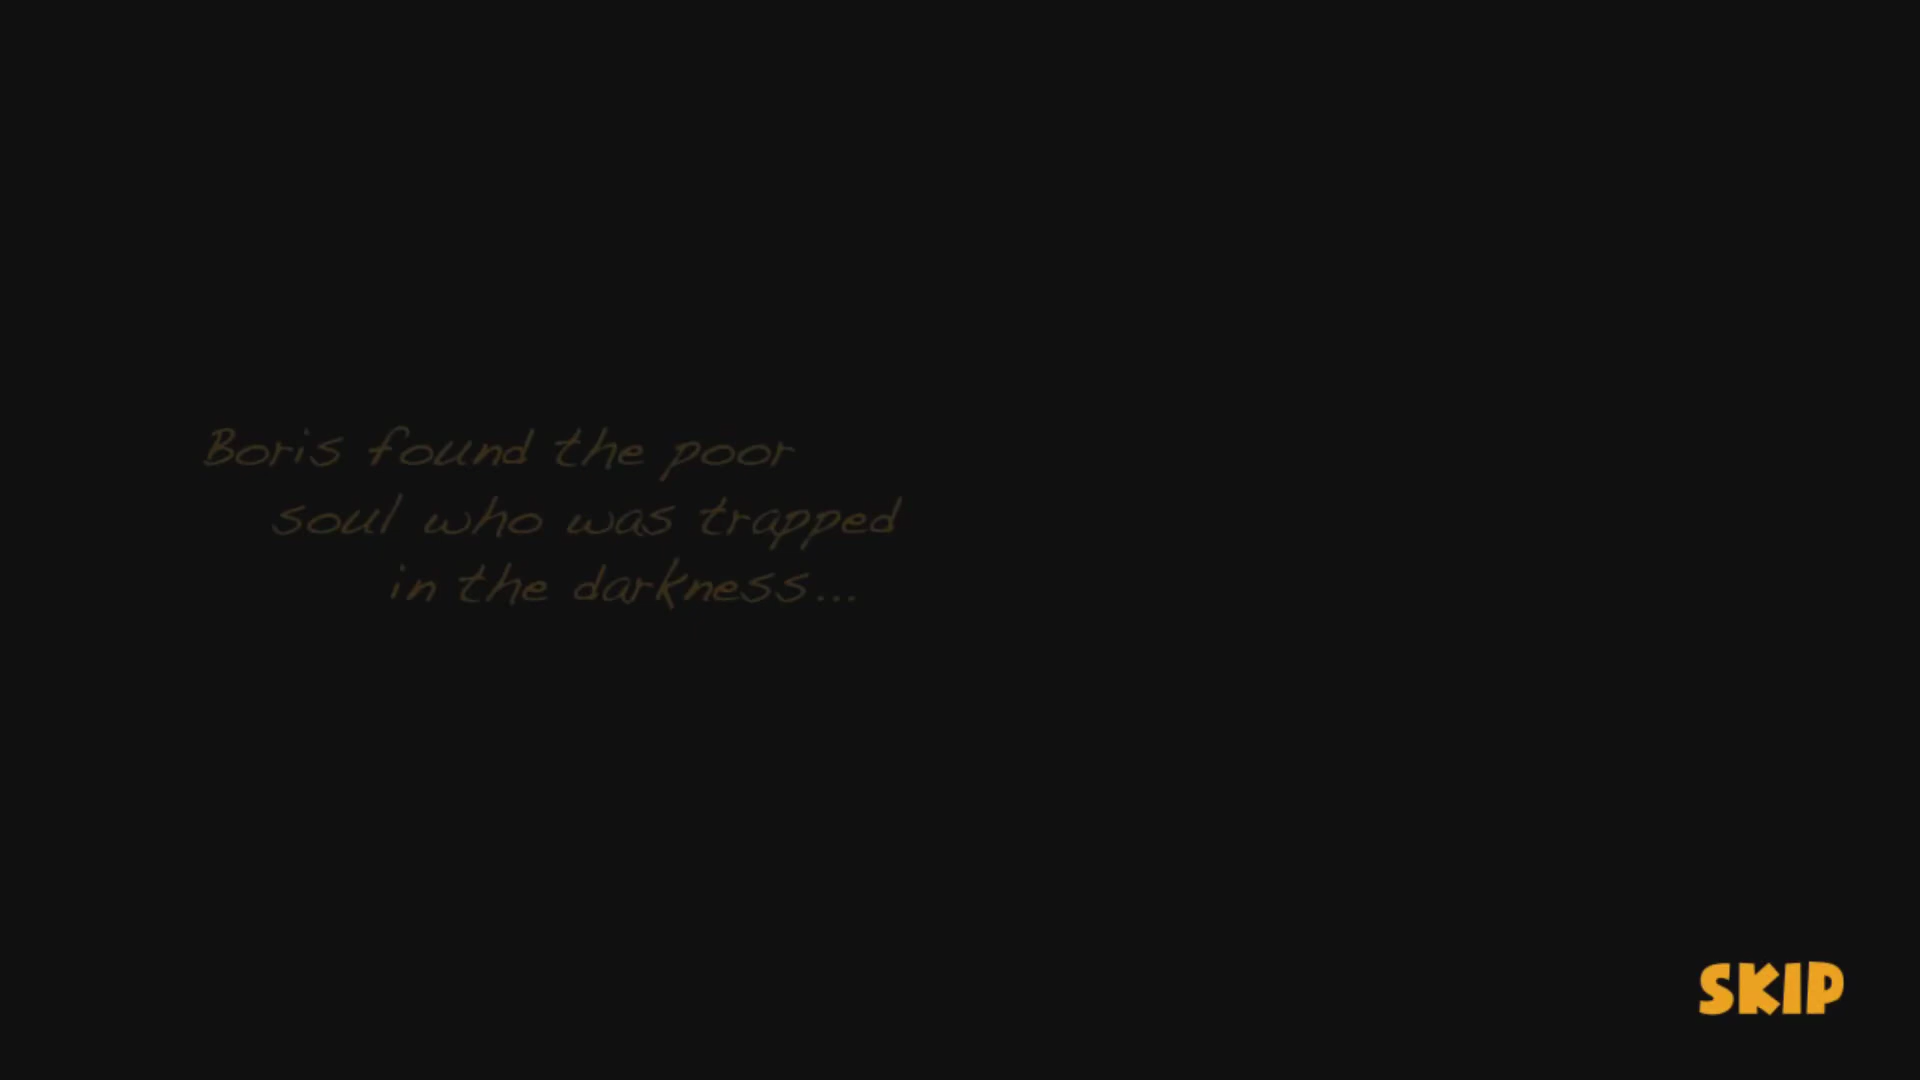 Boris found the poor
soul who was trapped
in the darkness...
SKIP